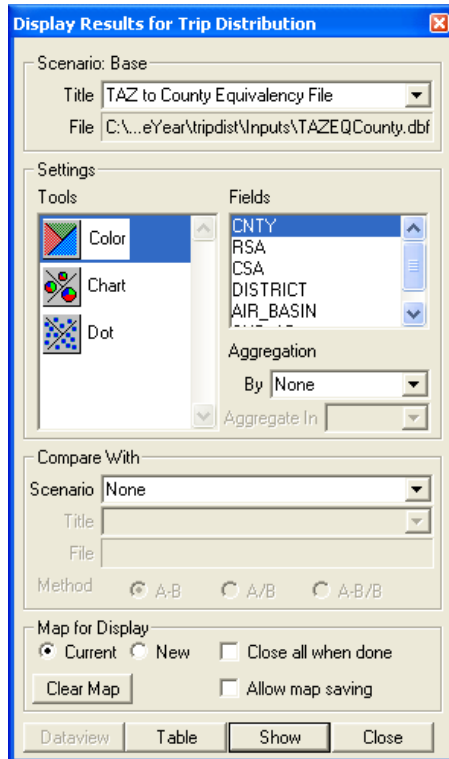 Display Results for Trip Distribution
Scenario: Base
Title TAZ to County Equivalency File
File C:\...eYear\tripdist\Inputs\TAZEQCounty.dbf
Settings
Tools Fields
Color
Chart
Dot
CNTY
RSA
CSA
DISTRICT
AIR_BASIN
Aggregation
By None
Aggregate In
Compare With
Scenario None
Title
File
Method A-B A/B A-B/B
Map for Display
Current New Close all when done
Clear Map Allow map saving
Dataview Table Show Close